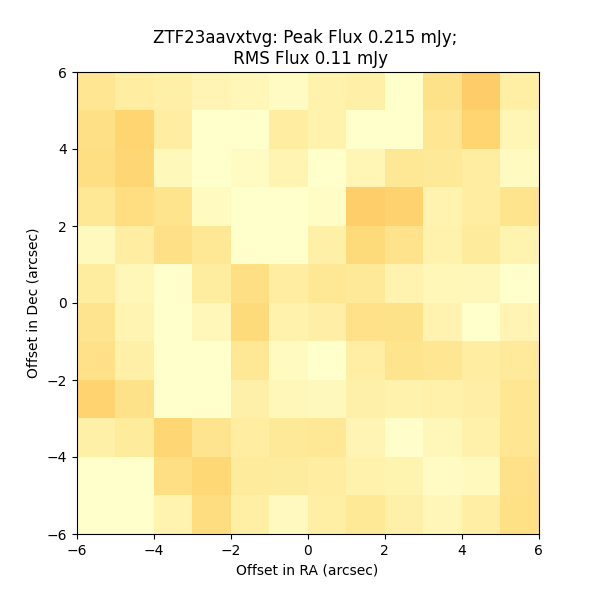 ZTF23aavxtvg: Peak Flux 0.215 mJy;
RMS Flux 0.11 mJy
6
4
2
0
−2
−4
−6
Offset in Dec (arcsec)
−6 −4 −2 0 2 4 6
Offset in RA (arcsec)